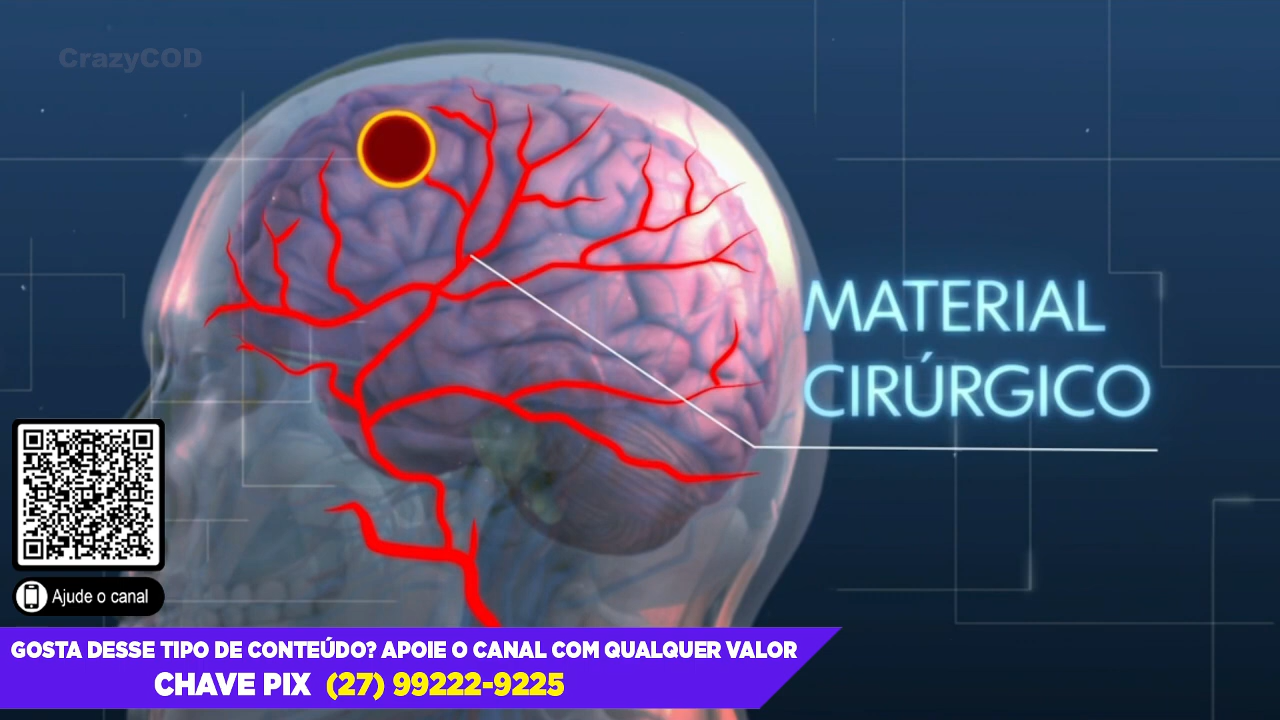 CrazyCOD
MATERIAL
CIRÚRGICO
Ajude o canal
GOSTA DESSE TIPO DE CONTEÚDO? APOIE O CANAL COM QUALQUER VALOR
CHAVE PIX (27) 99222-9225